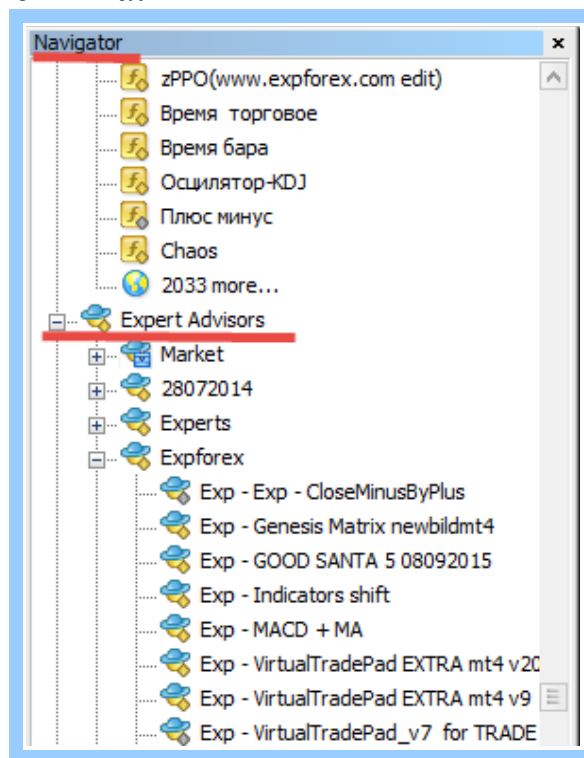 Navigator
zPPO(www.expforex.com edit)
Время торговое
Время бара
Осцилятор-KDJ
Плюс минус
Chaos
2033 more...
Expert Advisors
Market
28072014
Experts
Expforex
Exp - Exp - CloseMinusByPlus
Exp - Genesis Matrix newbildmt4
Exp - GOOD SANTA 5 08092015
Exp - Indicators shift
Exp - MACD + MA
Exp - VirtualTradePad EXTRA mt4 v20
Exp - VirtualTradePad EXTRA mt4 v9
Exp - VirtualTradePad_v7 for TRADE